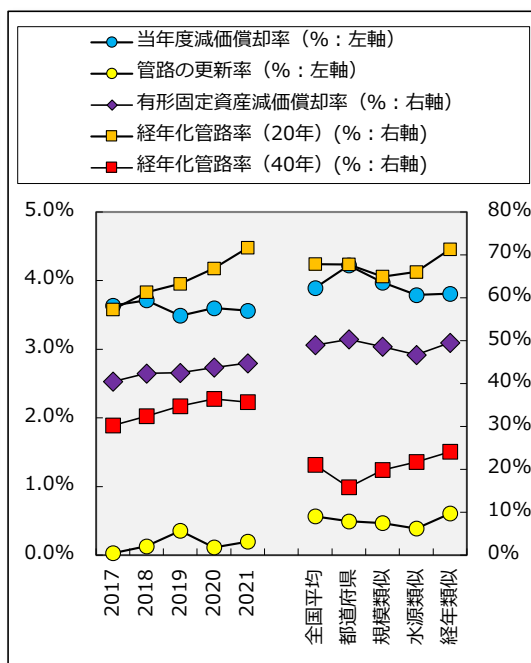 当年度減価償却率（%：左軸）
管路の更新率（%：左軸）
有形固定資産減価償却率（%：右軸）
経年化管路率（20年）(%：右軸)
経年化管路率（40年）(%：右軸)
5.0%
4.0%
3.0%
2.0%
1.0%
0.0%
80%
70%
60%
50%
40%
30%
20%
10%
0%
2017
2018
2019
2020
2021
全国平均
都道府県
規模類似
水源類似
経年類似